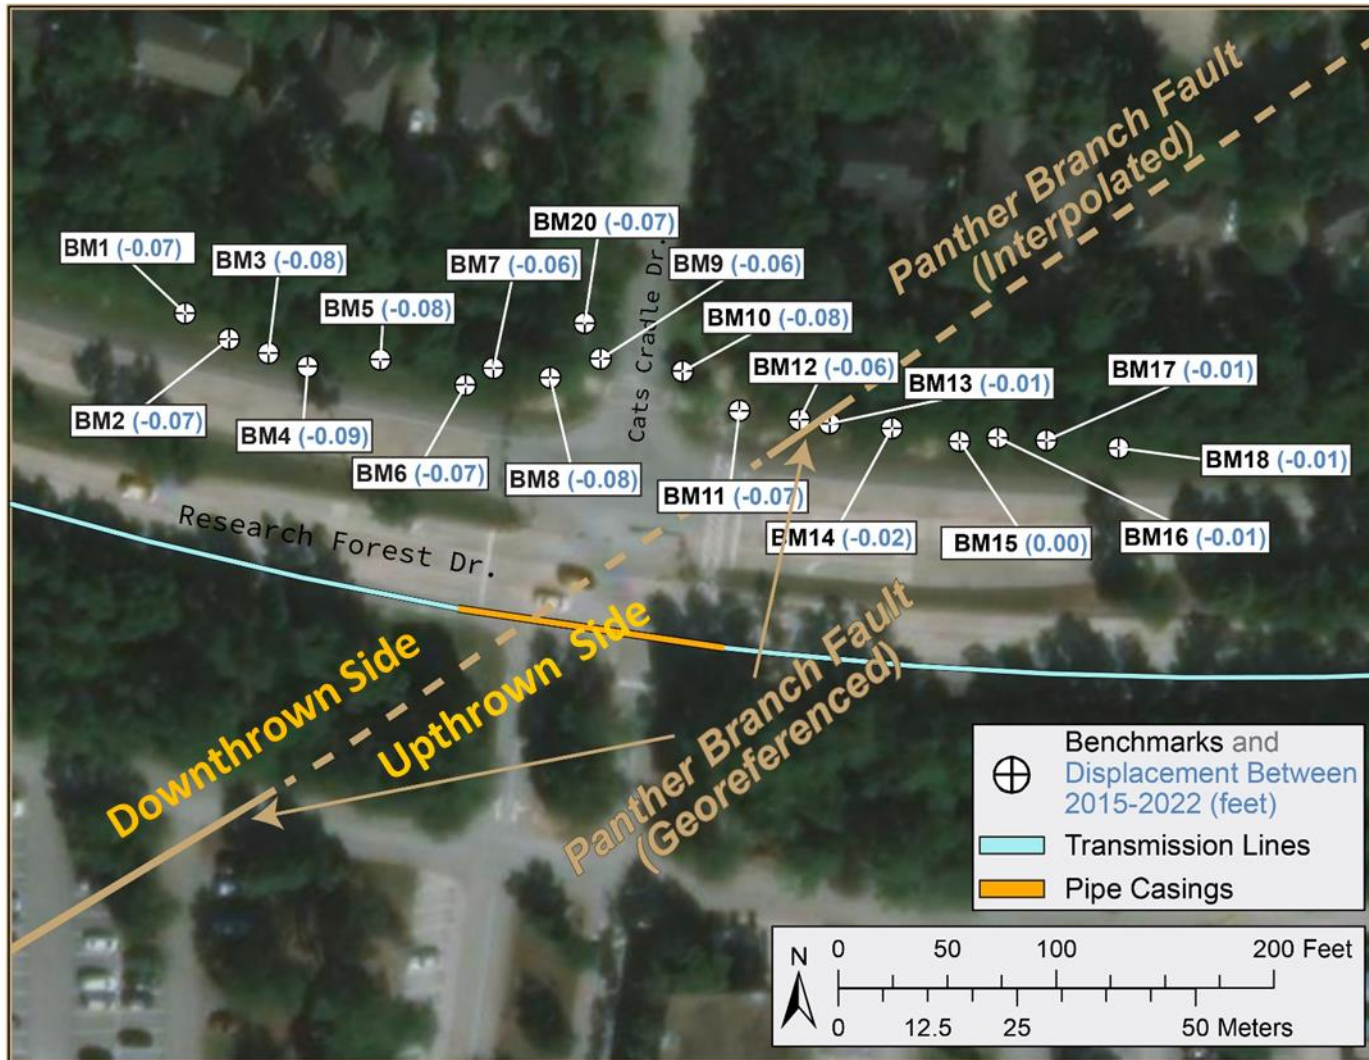 Panther Branch Fault
(Interpolated)
BM20 (-0.07)
BM1 (-0.07)
BM3 (-0.08)
BM7 (-0.06)
BM9 (-0.06)
BM5 (-0.08)
BM10 (-0.08)
Cats Cradle Dr.
BM12 (-0.06)
BM13 (-0.01)
BM17 (-0.01)
BM2 (-0.07)
BM4 (-0.09)
BM6 (-0.07)
BM8 (-0.08)
BM11 (-0.07)
BM18 (-0.01)
BM14 (-0.02)
BM15 (0.00)
BM16 (-0.01)
Research Forest Dr.
Downthrown Side
Upthrown Side
Panther Branch Fault
(Georeferenced)
Benchmarks and
Displacement Between
2015-2022 (feet)
Transmission Lines
Pipe Casings
N
0 50 100 200 Feet
0 12.5 25 50 Meters